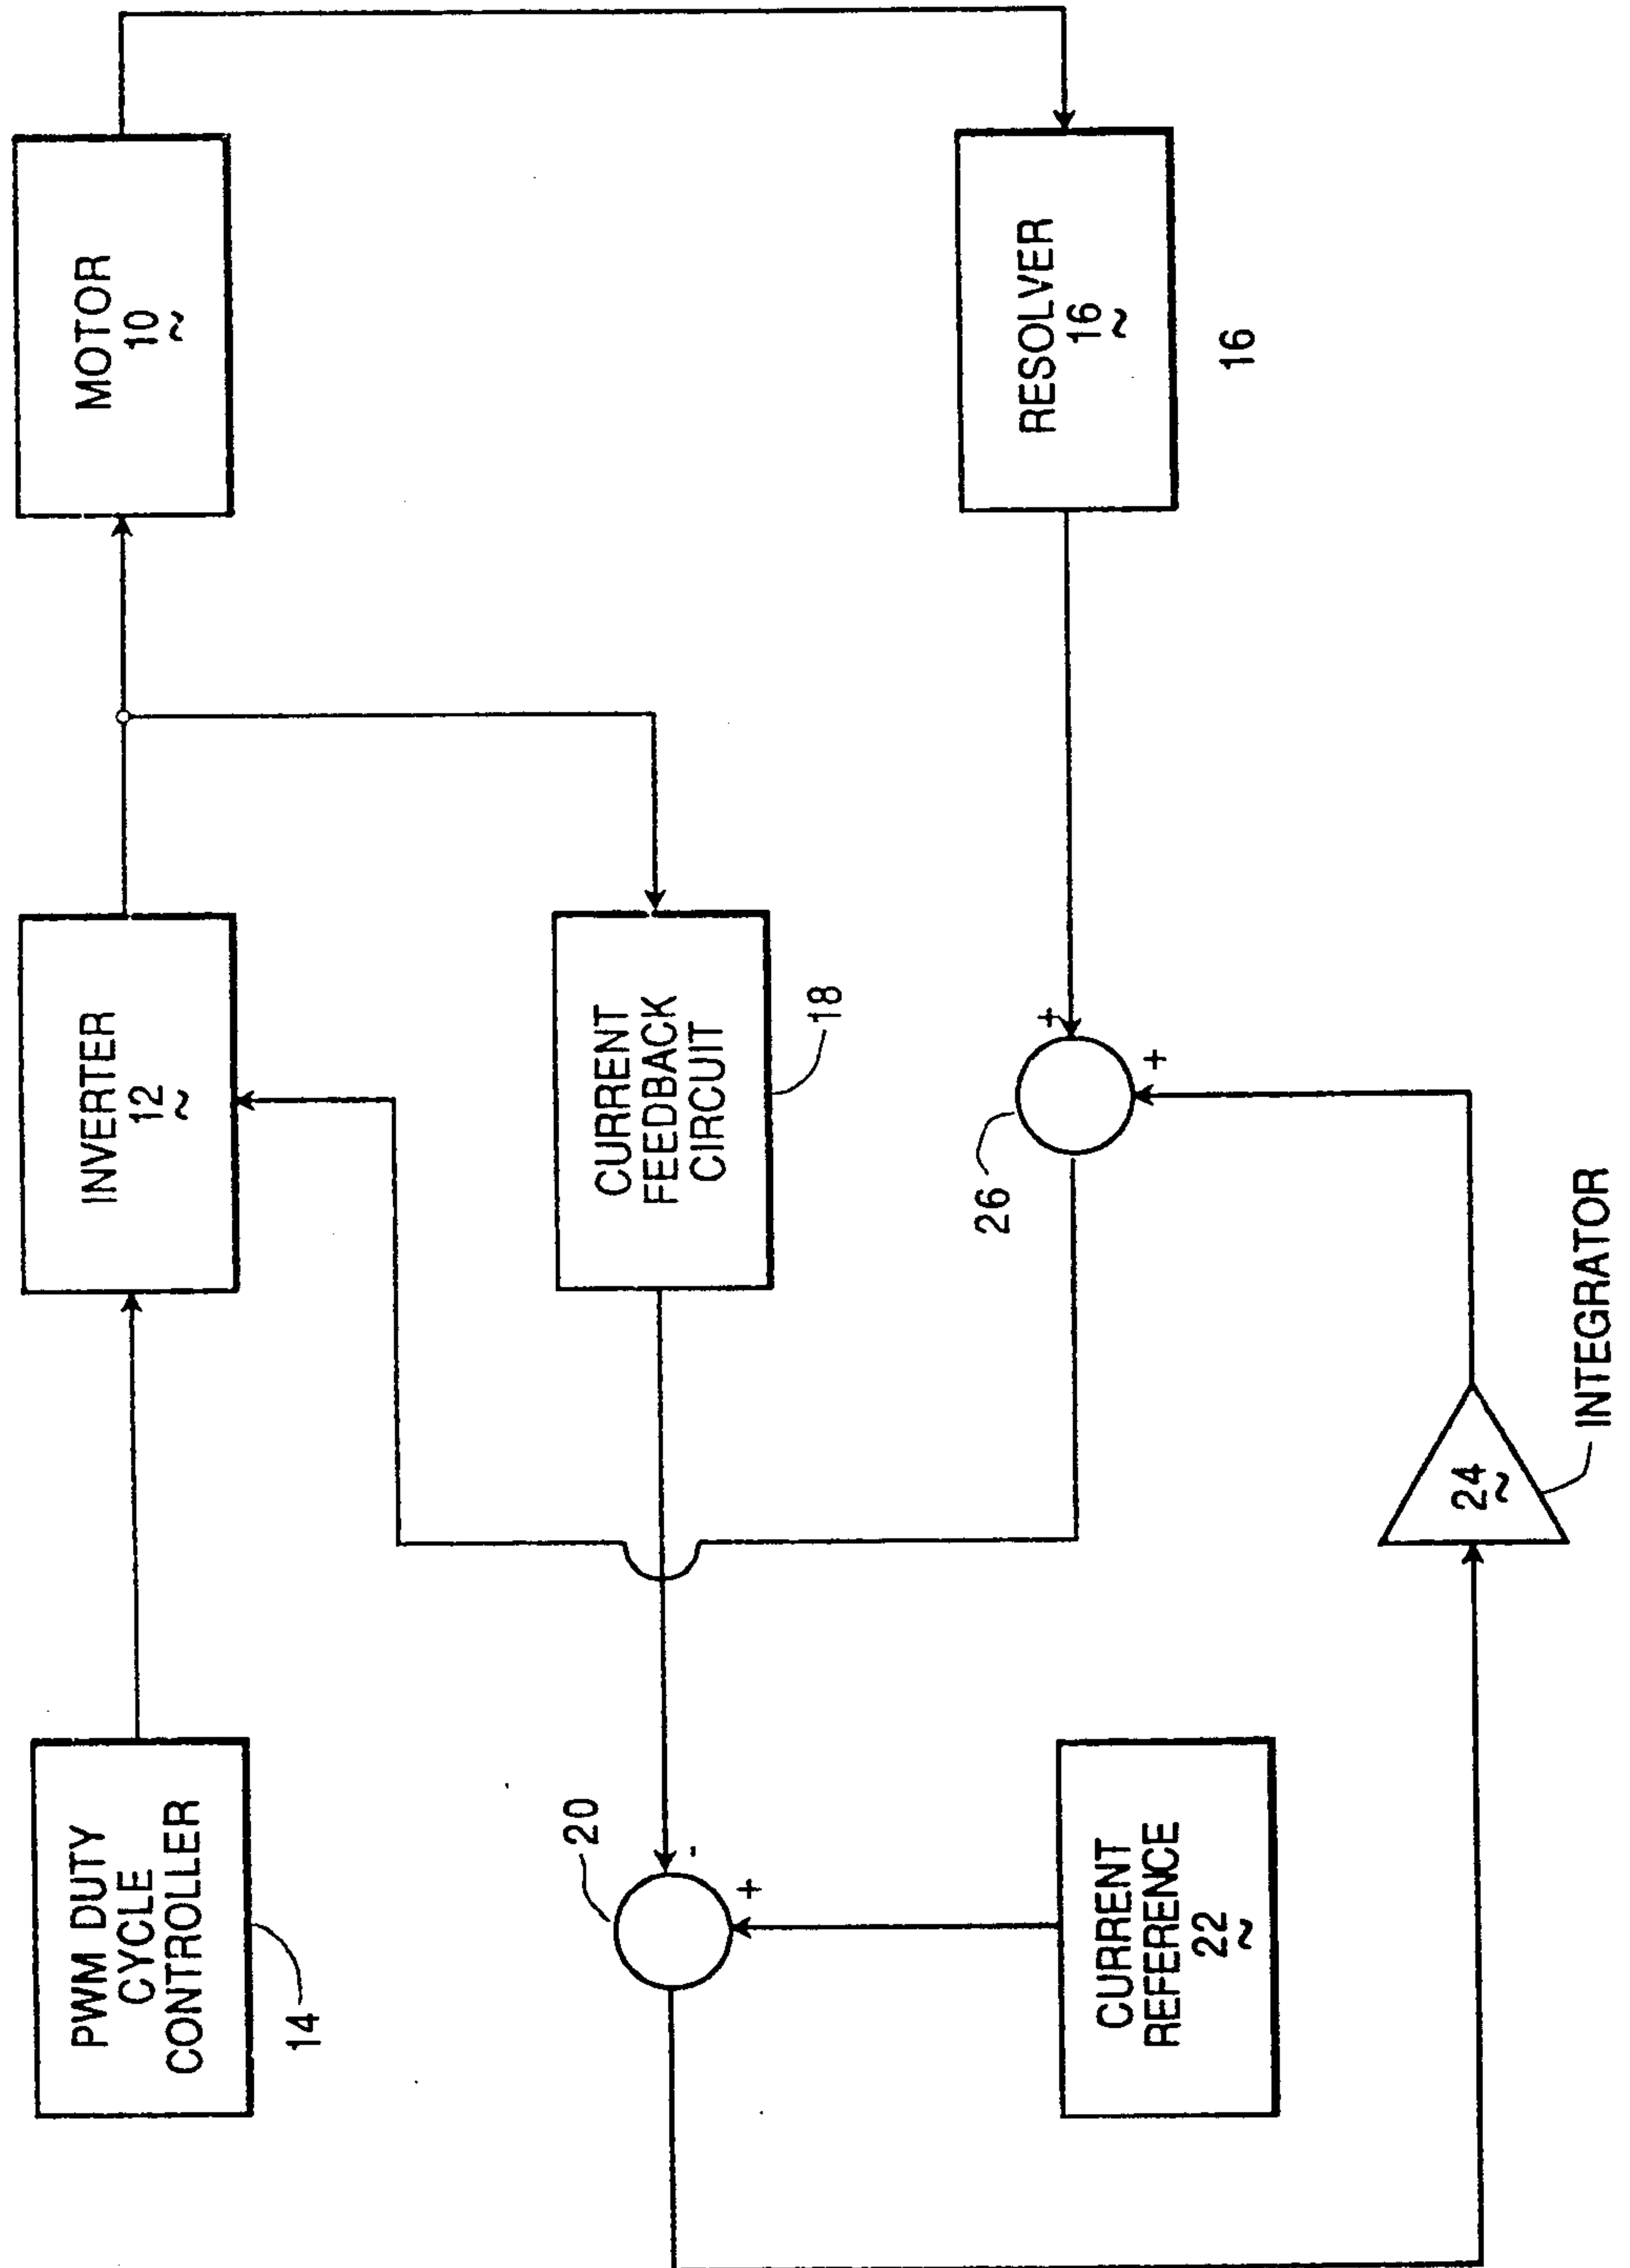 PWM DUTY
CYCLE
CONTROLLER
14
INVERTER
12
MOTOR
10
20
-
+
CURRENT
FEEDBACK
CIRCUIT
18
CURRENT
REFERENCE
22
26
+
+
RESOLVER
16
16
24
INTEGRATOR